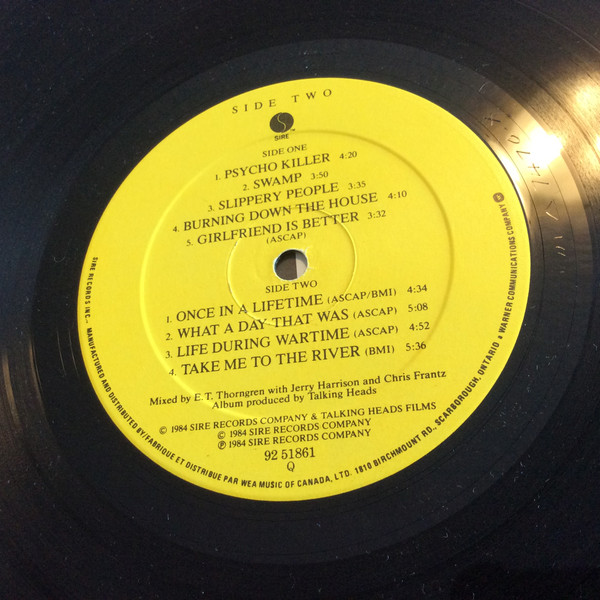 SIDE TWO
SIRE
SIDE ONE
1. PSYCHO KILLER 4:20
2. SWAMP 3:50
3. SLIPPERY PEOPLE 3:35
4. BURNING DOWN THE HOUSE 4:10
5. GIRLFRIEND IS BETTER 3:32
(ASCAP)
SIDE TWO
1. ONCE IN A LIFETIME (ASCAP/BMI) 4:34
2. WHAT A DAY THAT WAS (ASCAP) 5:08
3. LIFE DURING WARTIME (ASCAP) 4:52
4. TAKE ME TO THE RIVER (BMI) 5:36
Mixed by E. T. Thorngren with Jerry Harrison and Chris Frantz
Album produced by Talking Heads
© 1984 SIRE RECORDS COMPANY & TALKING HEADS FILMS
© 1984 SIRE RECORDS COMPANY
℗ 1984 SIRE RECORDS COMPANY
92 51861
Q
SIRE RECORDS INC.- MANUFACTURED AND DISTRIBUTED BY/FABRIQUE ET DISTRIBUE PAR WEA MUSIC OF CANADA, LTD. 1810 BIRCHMOUNT RD., SCARBOROUGH, ONTARIO a WARNER COMMUNICATIONS COMPANY